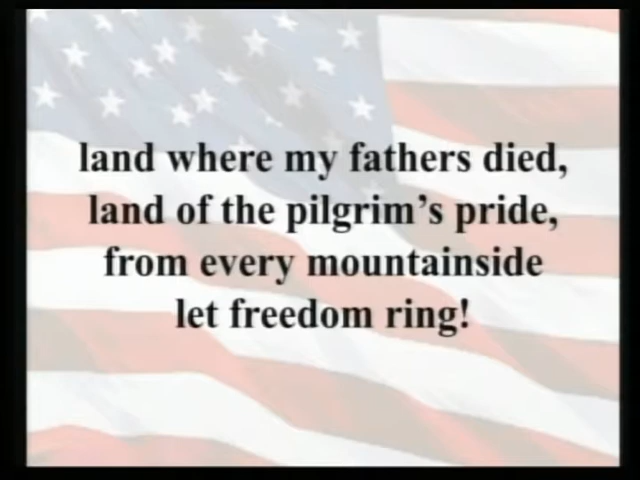 land where my fathers died,
land of the pilgrim’s pride,
from every mountainside
let freedom ring!